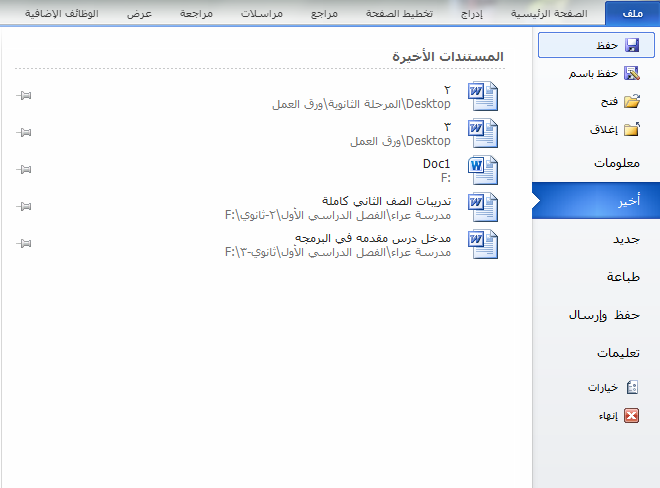 ملف
الصفحة الرئيسية
إدراج
تخطيط الصفحة
مراجع
مراسلات
مراجعة
عرض
الوظائف الإضافية
حفظ
حفظ باسم
فتح
إغلاق
معلومات
أخير
جديد
طباعة
حفظ وإرسال
تعليمات
خيارات
إنهاء
المستندات الأخيرة
٢
Desktop\المرحلة الثانوية\ورق العمل
٣
Desktop\ورق العمل
Doc1
F:
تدريبات الصف الثاني كاملة
F:\مدرسة عراء\الفصل الدراسي الأول\٢-ثانوي
مدخل درس مقدمه في البرمجه
F:\مدرسة عراء\الفصل الدراسي الأول\ثانوي-٣